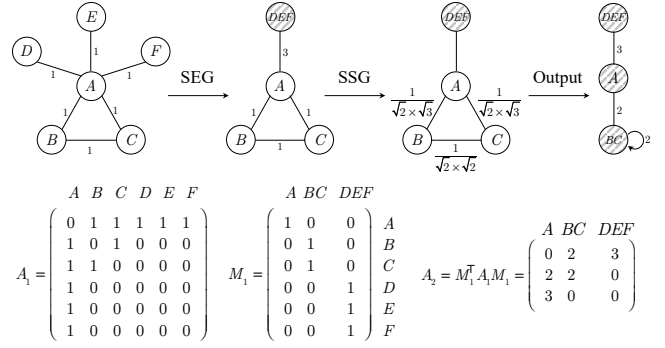 E
D
F
A
B
C
1
1
1
1
1
1
SEG
DEF
3
A
B
C
1
1
1
SSG
DEF
A
B
C
1
√2 × √3
1
√2 × √3
1
√2 × √2
Output
DEF
3
A
2
BC
2
A B C D E F
A₁ =
0 1 1 1 1 1
1 0 1 0 0 0
1 1 0 0 0 0
1 0 0 0 0 0
1 0 0 0 0 0
1 0 0 0 0 0
A BC DEF
M₁ =
1 0 0 A
0 1 0 B
0 1 0 C
0 0 1 D
0 0 1 E
0 0 1 F
A₂ = M₁ᵀA₁M₁ =
A BC DEF
0 2 3
2 2 0
3 0 0